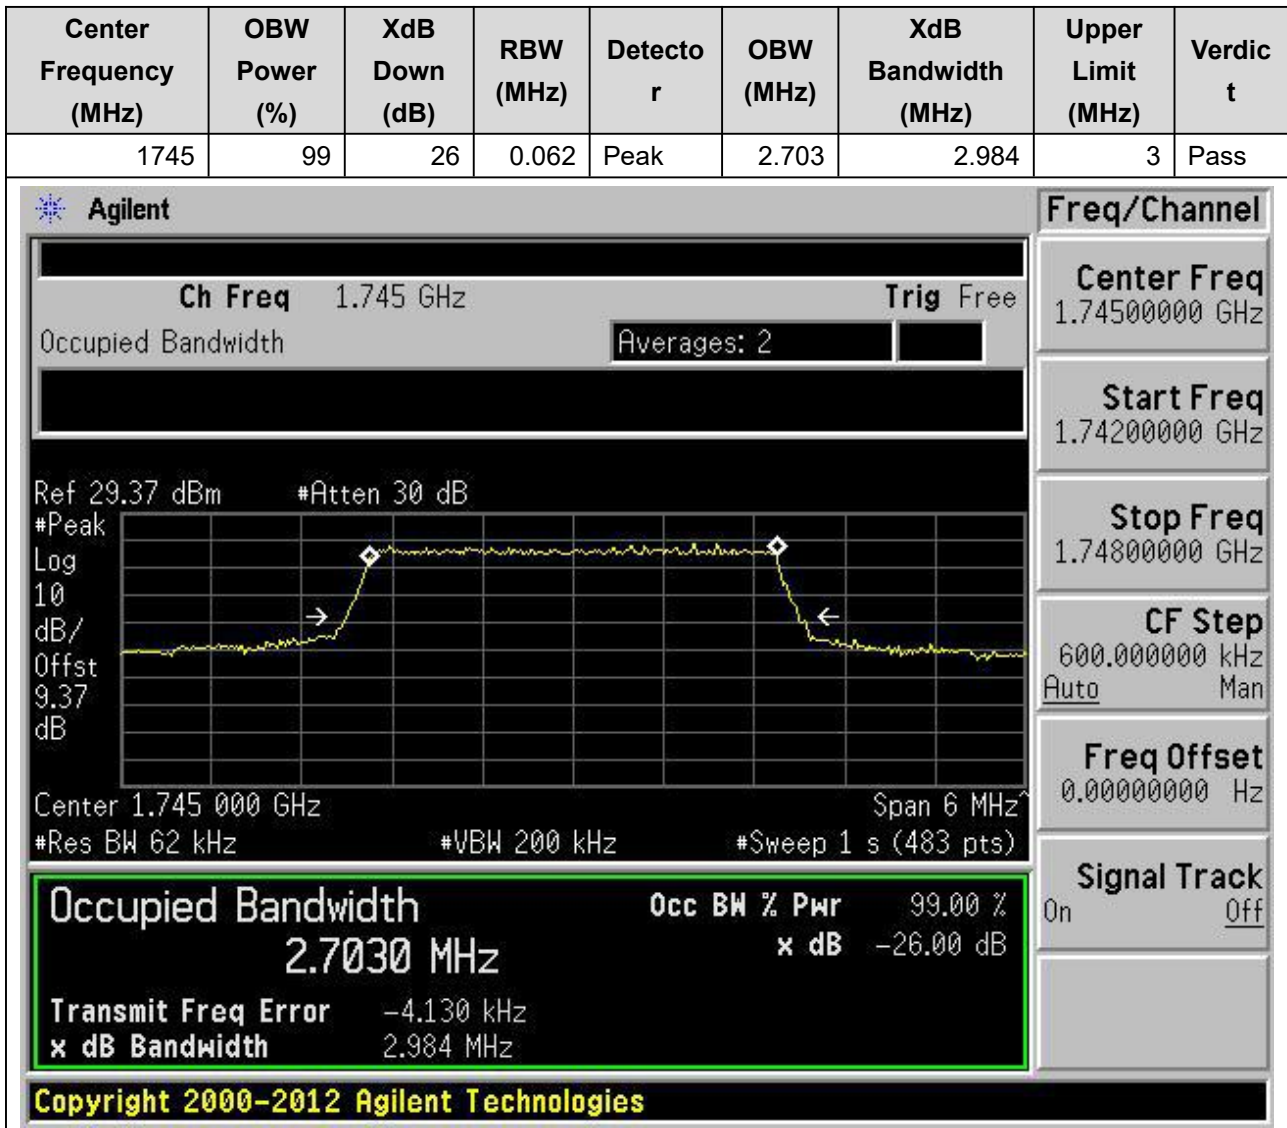 Center Frequency (MHz) OBW Power (%) XdB Down (dB) RBW (MHz) Detecto r OBW (MHz) XdB Bandwidth (MHz) Upper Limit (MHz) Verdic t
1745 99 26 0.062 Peak 2.703 2.984 3 Pass
Agilent
Freq/Channel
Ch Freq 1.745 GHz Trig Free
Occupied Bandwidth Averages: 2
Center Freq
1.74500000 GHz
Start Freq
1.74200000 GHz
Stop Freq
1.74800000 GHz
CF Step
600.000000 kHz
Auto Man
Freq Offset
0.00000000 Hz
Signal Track
On Off
Ref 29.37 dBm #Atten 30 dB
#Peak
Log
10
dB/
Offst
9.37
dB
Center 1.745 000 GHz Span 6 MHz^
#Res BW 62 kHz #VBW 200 kHz #Sweep 1 s (483 pts)
Occupied Bandwidth Occ BW % Pwr 99.00 %
2.7030 MHz x dB -26.00 dB
Transmit Freq Error -4.130 kHz
x dB Bandwidth 2.984 MHz
Copyright 2000-2012 Agilent Technologies